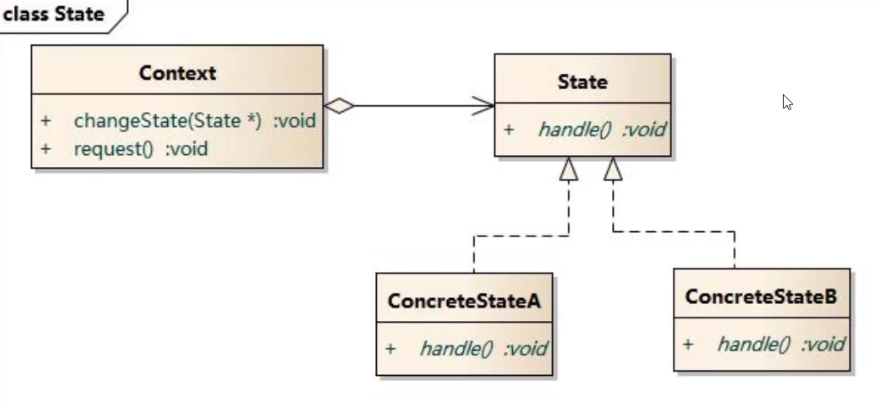 class State
Context
+ changeState(State *) :void
+ request() :void
State
+ handle() :void
ConcreteStateA
+ handle() :void
ConcreteStateB
+ handle() :void